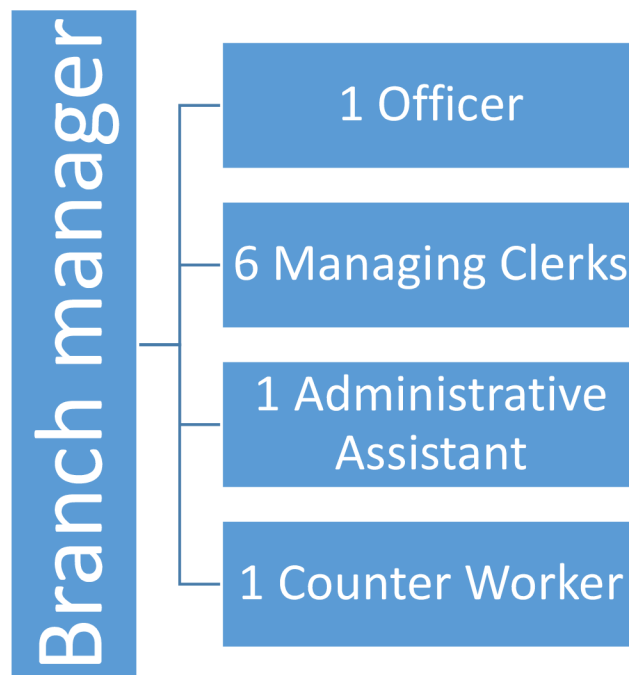 Branch manager
1 Officer
6 Managing Clerks
1 Administrative
Assistant
1 Counter Worker